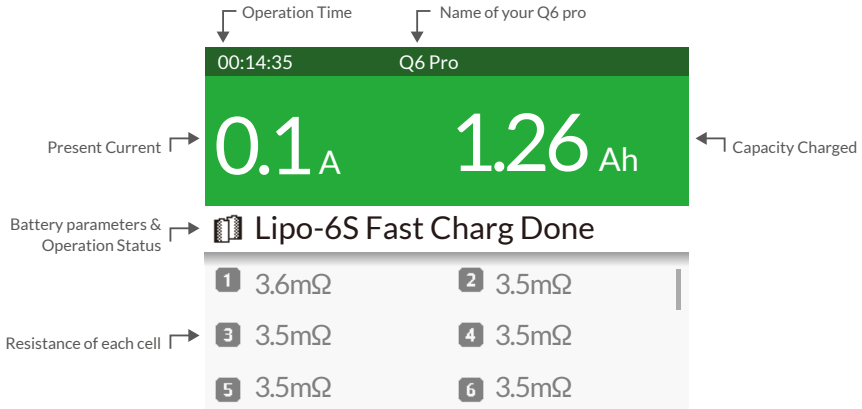 Operation Time
Name of your Q6 pro
00:14:35
Q6 Pro
Present Current
0.1 A
1.26 Ah
Capacity Charged
Battery parameters &
Operation Status
Lipo-6S Fast Charg Done
1 3.6mΩ
2 3.5mΩ
Resistance of each cell
3 3.5mΩ
4 3.5mΩ
5 3.5mΩ
6 3.5mΩ